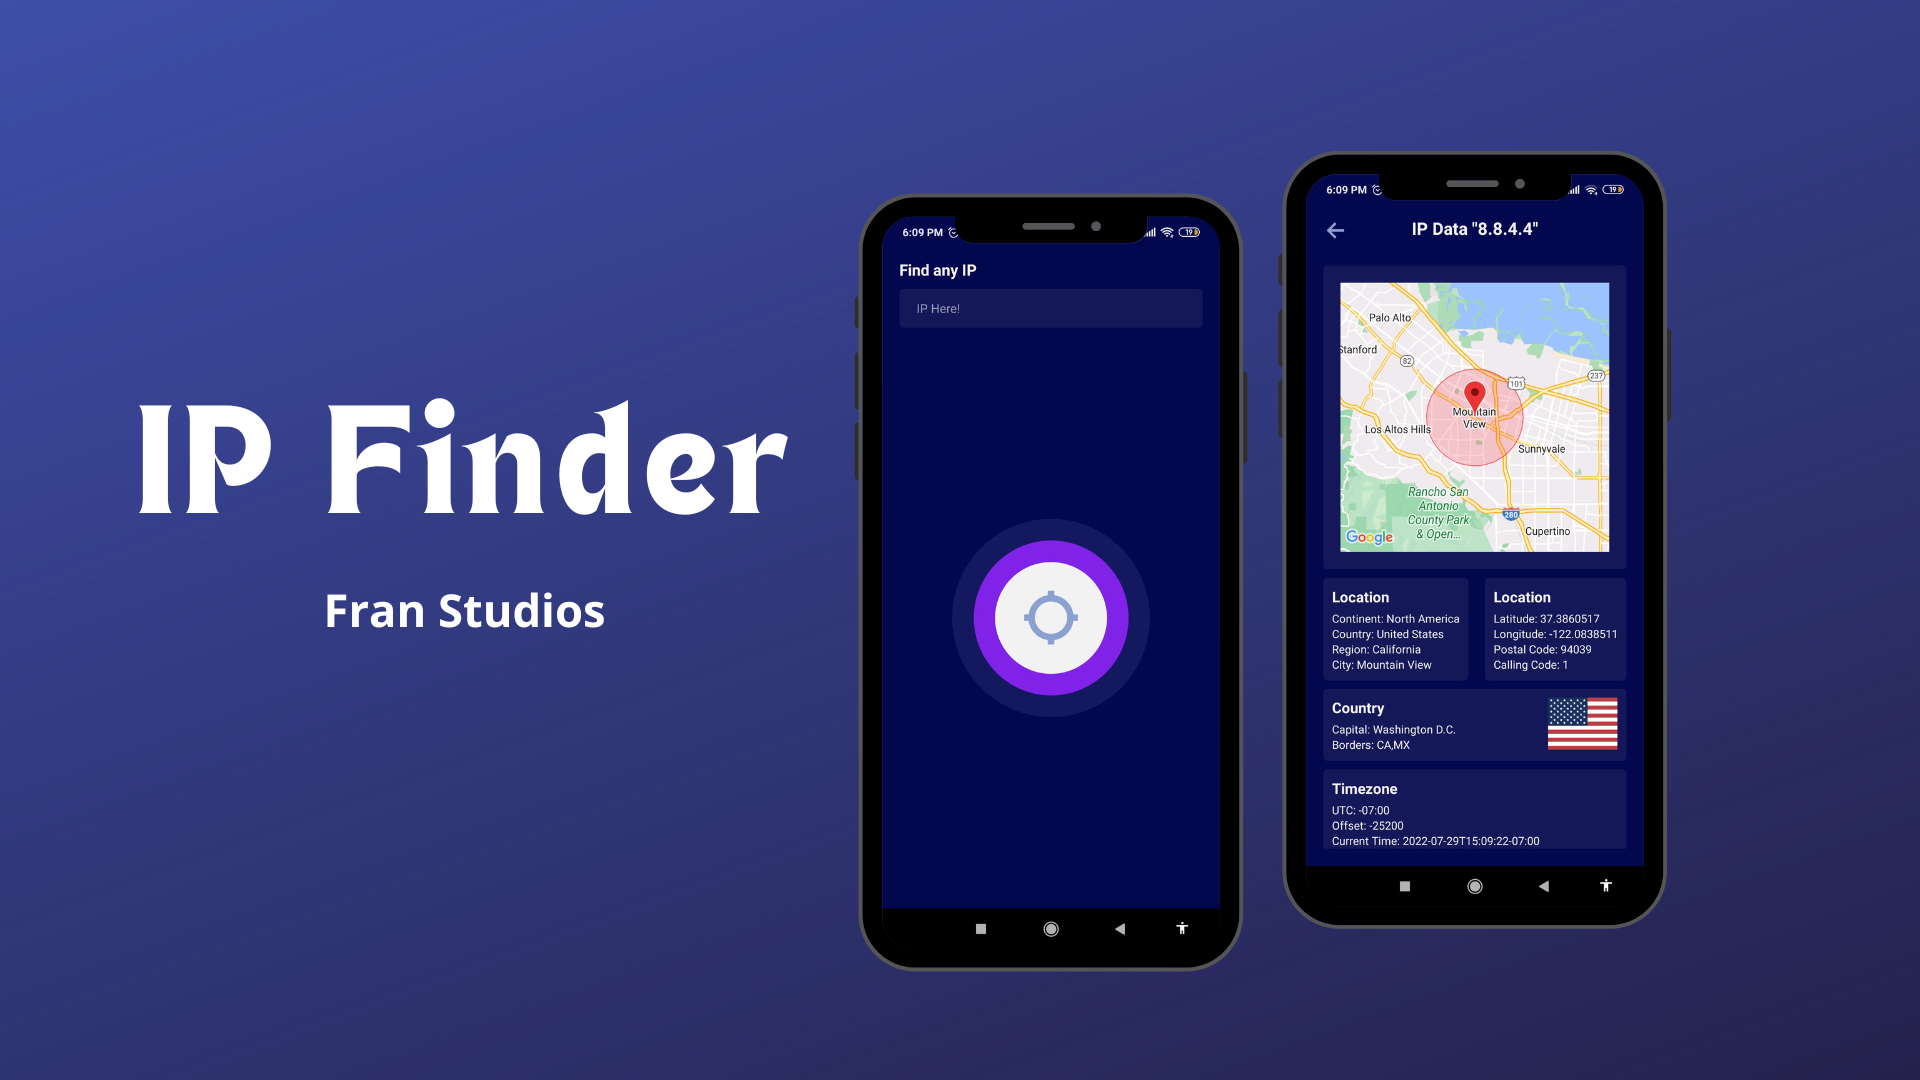 IP Finder
Fran Studios
6:09 PM
19
Find any IP
IP Here!
6:09 PM
19
IP Data "8.8.4.4"
Palo Alto
Stanford
82
101
237
Mountain
View
Los Altos Hills
Sunnyvale
Rancho San
Antonio
County Park
& Open...
280
Cupertino
Google
Location
Continent: North America
Country: United States
Region: California
City: Mountain View
Location
Latitude: 37.3860517
Longitude: -122.0838511
Postal Code: 94039
Calling Code: 1
Country
Capital: Washington D.C.
Borders: CA,MX
Timezone
UTC: -07:00
Offset: -25200
Current Time: 2022-07-29T15:09:22-07:00